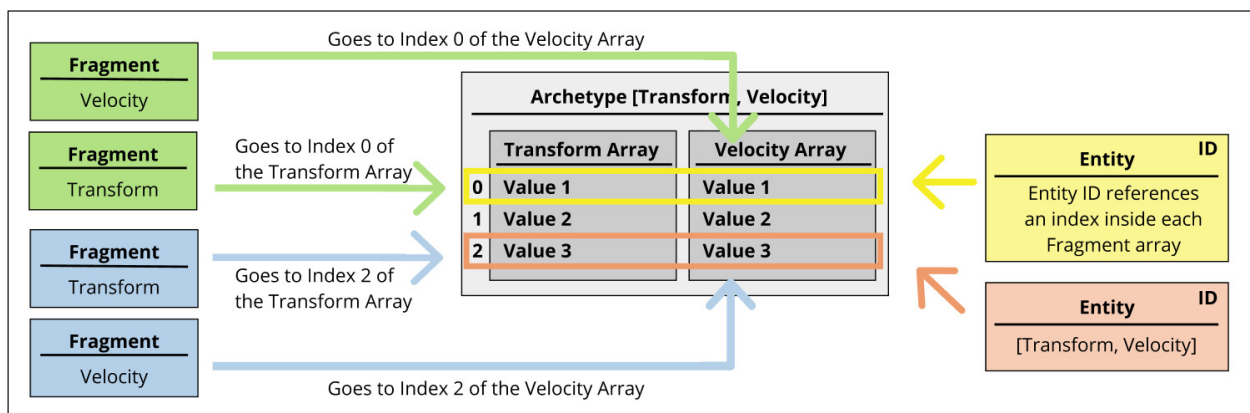 Goes to Index 0 of the Velocity Array
Fragment
Velocity
Fragment
Transform
Goes to Index 0 of
the Transform Array
Fragment
Transform
Goes to Index 2 of
the Transform Array
Fragment
Velocity
Goes to Index 2 of the Velocity Array
Archetype [Transform, Velocity]
Transform Array Velocity Array
0 Value 1 Value 1
1 Value 2 Value 2
2 Value 3 Value 3
ID
Entity
Entity ID references
an index inside each
Fragment array
ID
Entity
[Transform, Velocity]